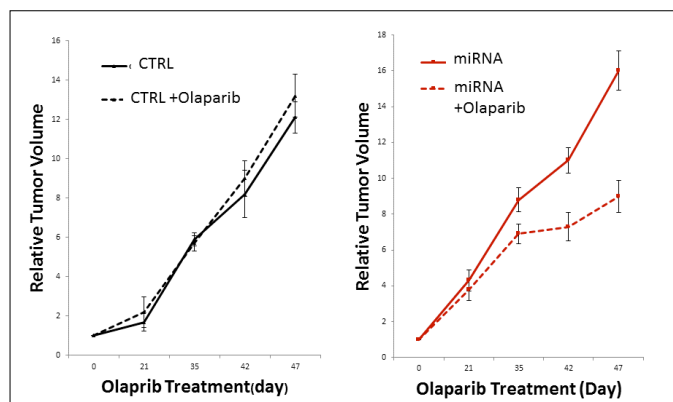 16
14
12
10
8
6
4
2
0
Relative Tumor Volume
CTRL
CTRL +Olaparib
0 21 35 42 47
Olaprib Treatment(day)
18
16
14
12
10
8
6
4
2
0
Relative Tumor Volume
miRNA
miRNA
+Olaparib
0 21 35 42 47
Olaparib Treatment (Day)